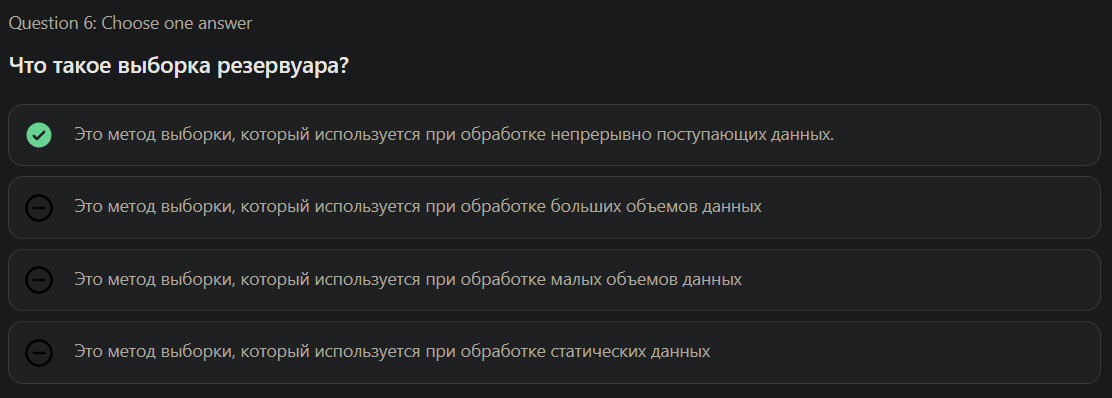 Question 6: Choose one answer
Что такое выборка резервуара?
Это метод выборки, который используется при обработке непрерывно поступающих данных.
Это метод выборки, который используется при обработке больших объемов данных
Это метод выборки, который используется при обработке малых объемов данных
Это метод выборки, который используется при обработке статических данных